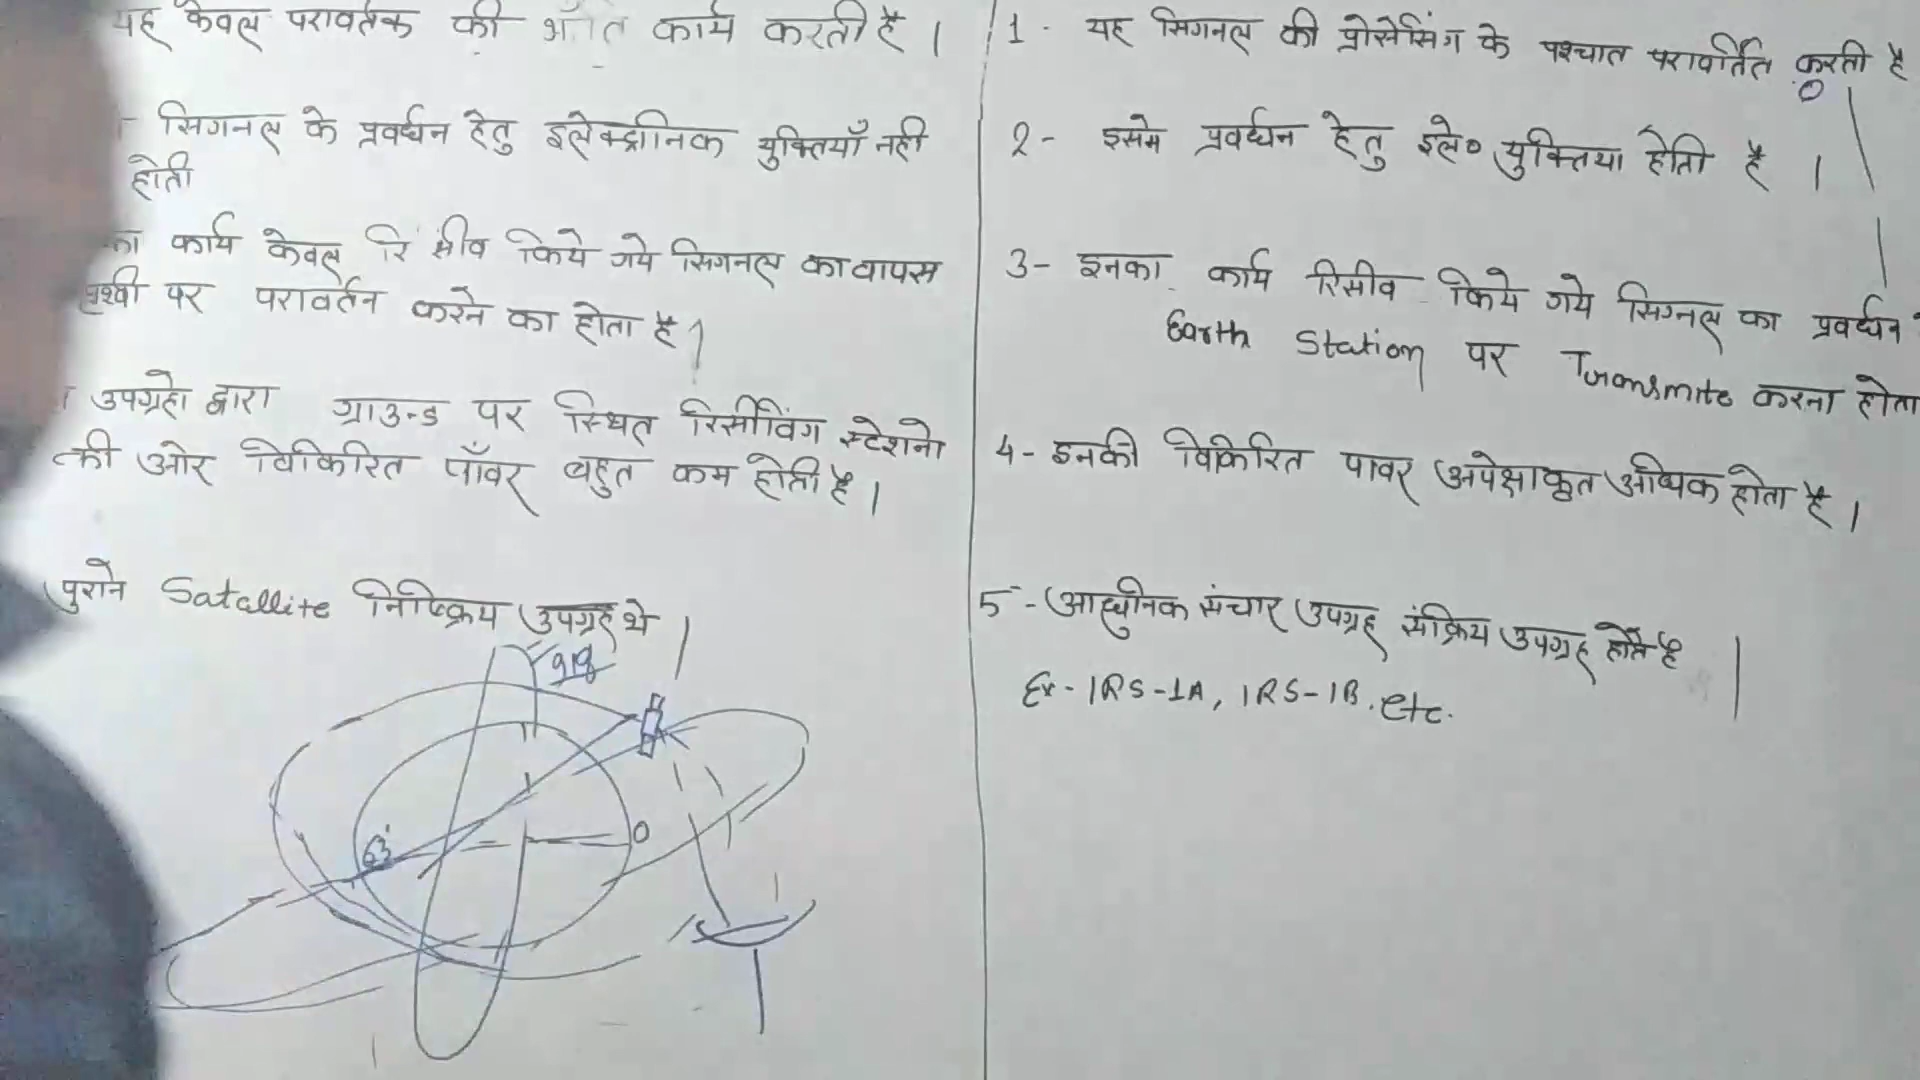 यह केवल परावर्तक की भाँति कार्य करती है ।
सिगनल के प्रवर्धन हेतु इलेक्ट्रानिक युक्तियाँ नही
होती
का कार्य केवल रिसीव किये गये सिगनल का वापस
पृथ्वी पर परावर्तन करने का होता है ।
उपग्रहो द्वारा ग्राउन्ड पर स्थित रिसीविंग स्टेशनो
की ओर विकिरित पॉवर बहुत कम होती है ।
पुराने Satallite निष्क्रिय उपग्रह थे ।
63
0
1- यह सिगनल की प्रोसेसिंग के पश्चात परावर्तित करती है
2- इसमे प्रवर्धन हेतु इले० युक्तिया होती है ।
3- इनका कार्य रिसीव किये गये सिगनल का प्रवर्धन
Earth Station पर Transmite करना होता
4- इनकी विकिरित पावर अपेक्षाकृत अधिक होता है ।
5- आधुनिक संचार उपग्रह सक्रिय उपग्रह होते है ।
Ex- IRS-1A, IRS-1B. etc.